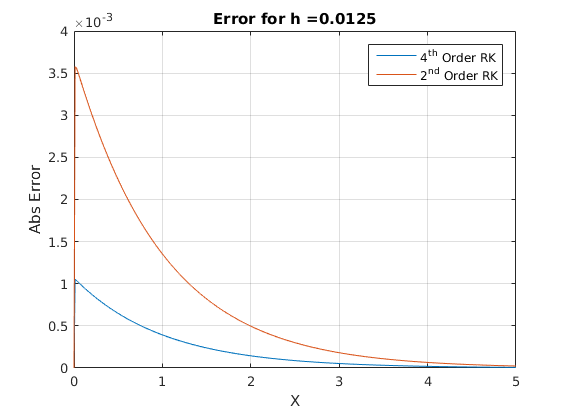 Error for h =0.0125
×10⁻³
4
3.5
3
2.5
2
1.5
1
0.5
0
Abs Error
4ᵗʰ Order RK
2ⁿᵈ Order RK
0 1 2 3 4 5
X